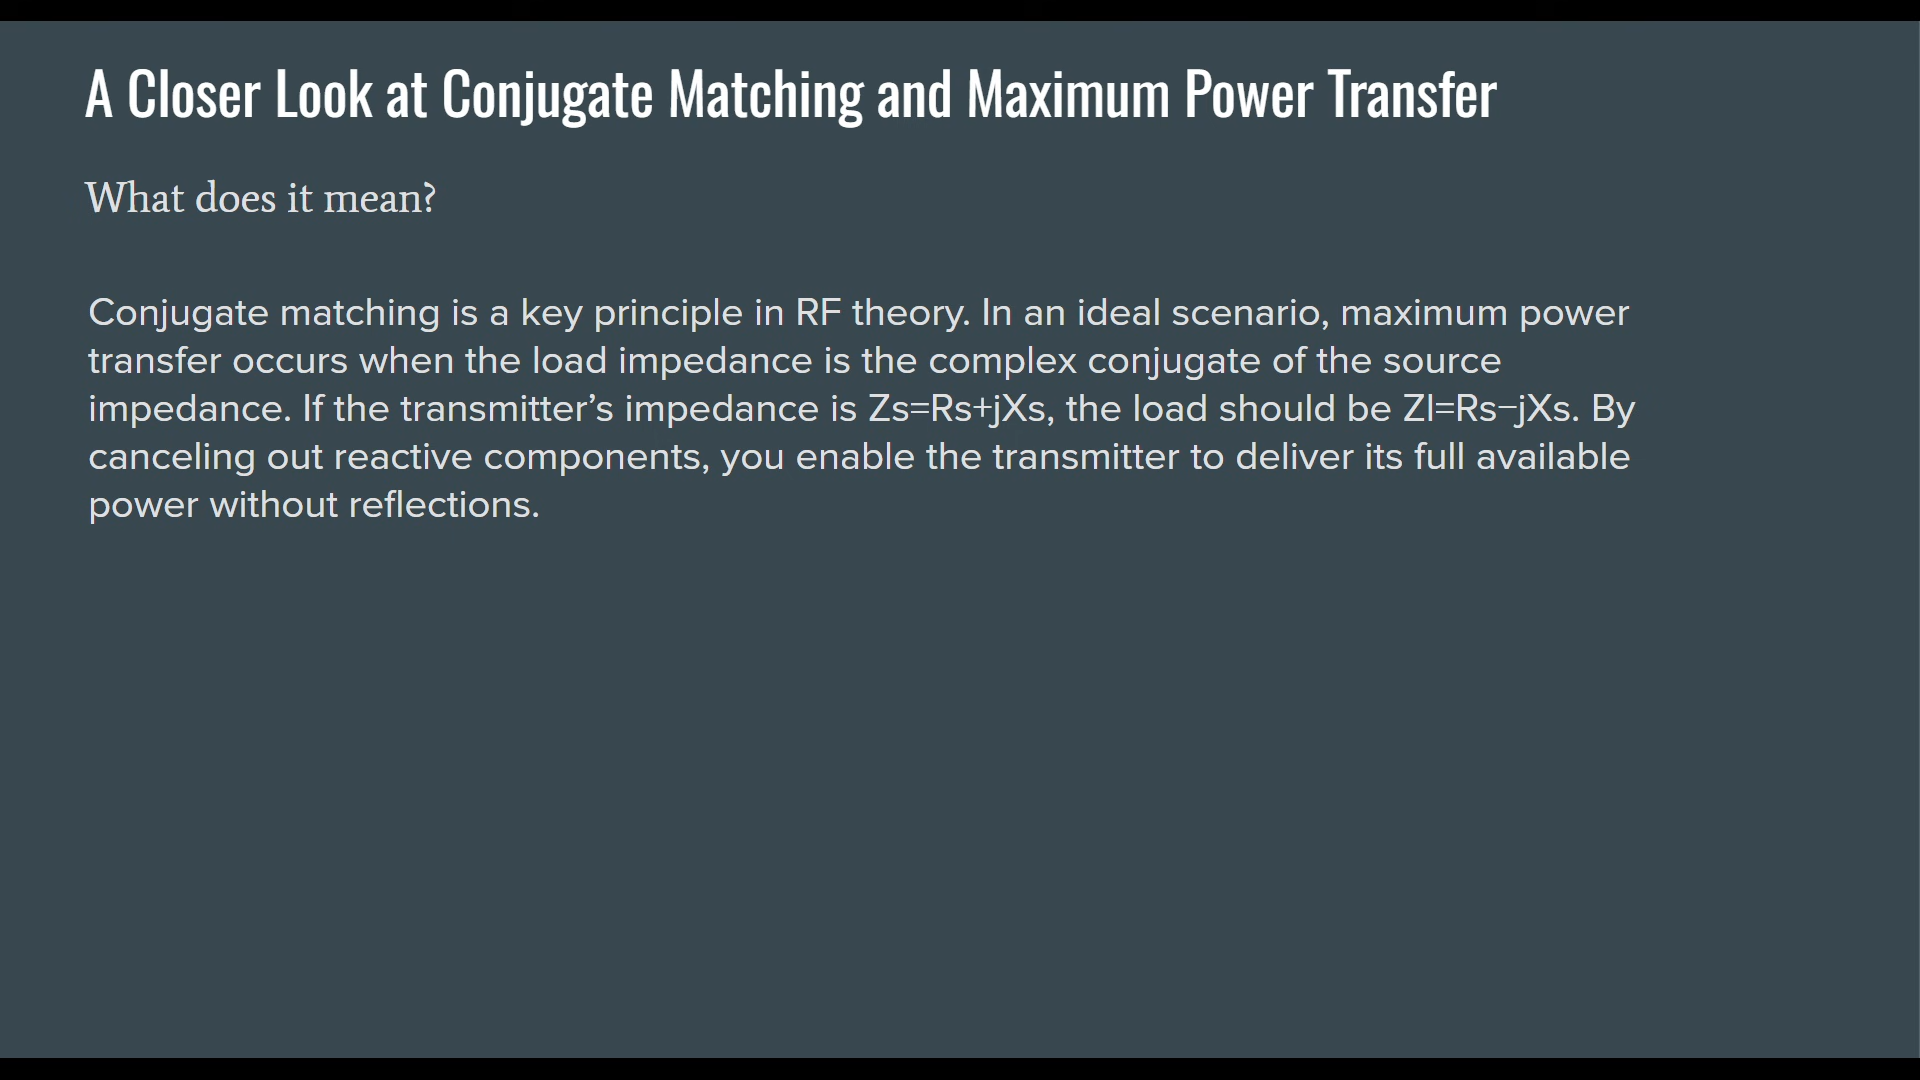 A Closer Look at Conjugate Matching and Maximum Power Transfer
What does it mean?
Conjugate matching is a key principle in RF theory. In an ideal scenario, maximum power
transfer occurs when the load impedance is the complex conjugate of the source
impedance. If the transmitter’s impedance is Zs=Rs+jXs, the load should be Zl=Rs−jXs. By
canceling out reactive components, you enable the transmitter to deliver its full available
power without reflections.